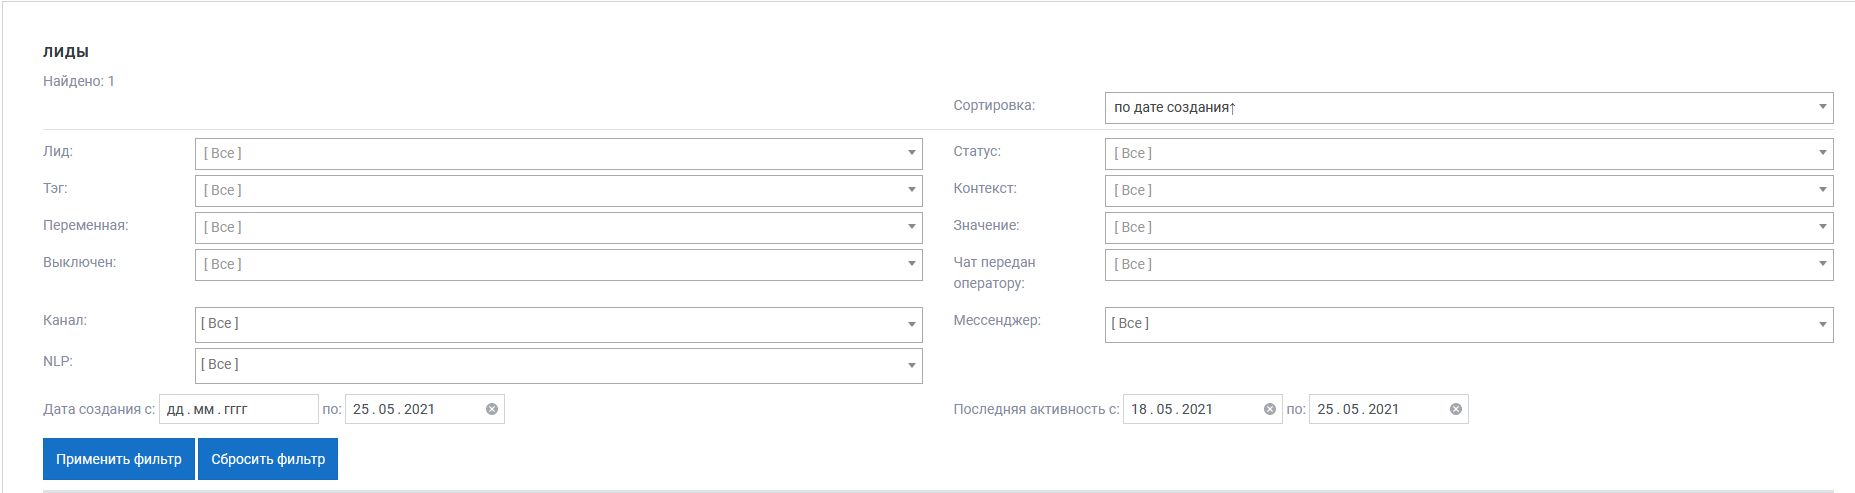 ЛИДЫ
Найдено: 1
Сортировка: по дате создания↑
Лид: [ Все ] Статус: [ Все ]
Тэг: [ Все ] Контекст: [ Все ]
Переменная: [ Все ] Значение: [ Все ]
Выключен: [ Все ] Чат передан оператору: [ Все ]
Канал: [ Все ] Мессенджер: [ Все ]
NLP: [ Все ]
Дата создания с: дд . мм . гггг по: 25 . 05 . 2021 Последняя активность с: 18 . 05 . 2021 по: 25 . 05 . 2021
Применить фильтр Сбросить фильтр